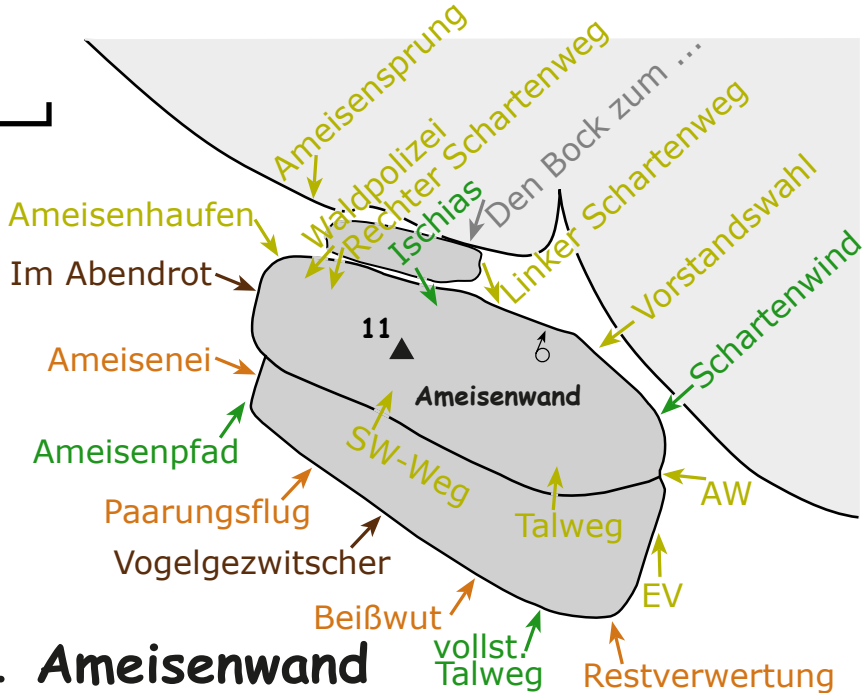 Ameisensprung
Waldpolizei
Rechter Schartenweg
Ischias
Den Bock zum ...
Linker Schartenweg
Vorstandswahl
Schartenwind
Ameisenhaufen
Im Abendrot
Ameisenei
Ameisenpfad
11
Ameisenwand
SW-Weg
Talweg
AW
EV
Paarungsflug
Vogelgezwitscher
Beißwut
vollst.
Talweg
Restverwertung
. Ameisenwand